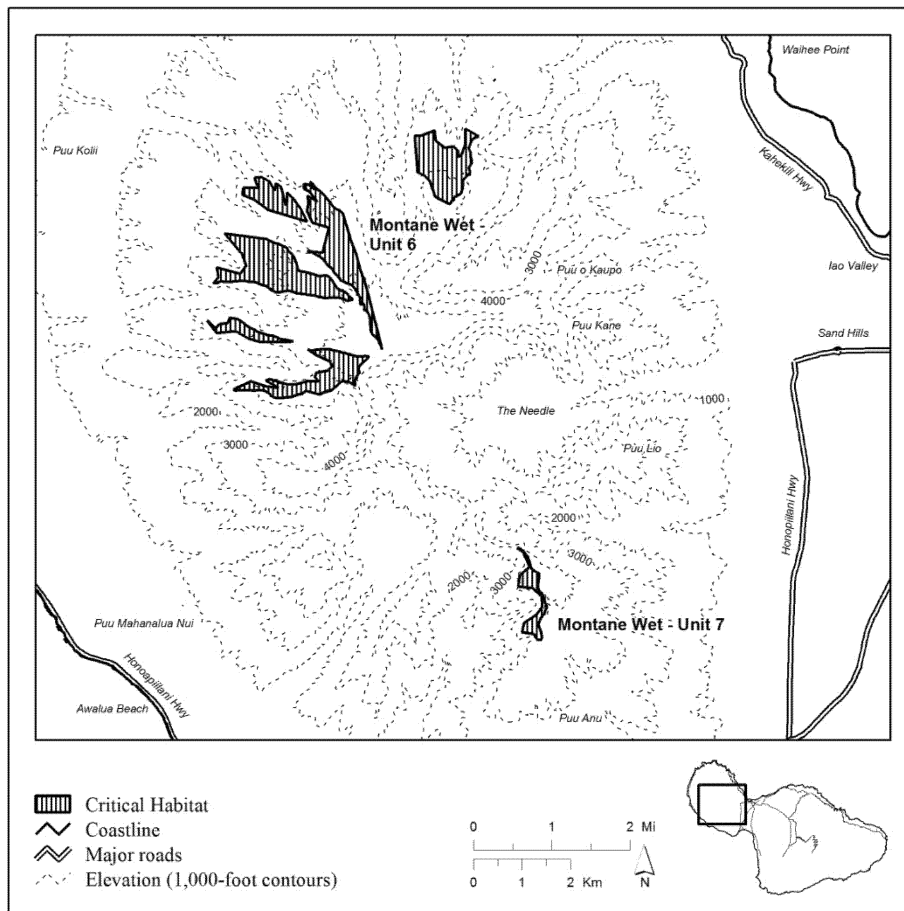 Waihee Point
Puu Kolii
Kahekili Hwy
Montane Wet -
Unit 6
3000
Puu o Kaupo
Iao Valley
4000
Puu Kane
Sand Hills
2000
The Needle
1000
3000
4000
Puu Lio
Honopiilani Hwy
2000
2000
3000
3000
Puu Mahanalua Nui
Montane Wet - Unit 7
Honoapiilani Hwy
Awalua Beach
Puu Anu
Critical Habitat
Coastline
Major roads
Elevation (1,000-foot contours)
0 1 2 Mi
0 1 2 Km
N